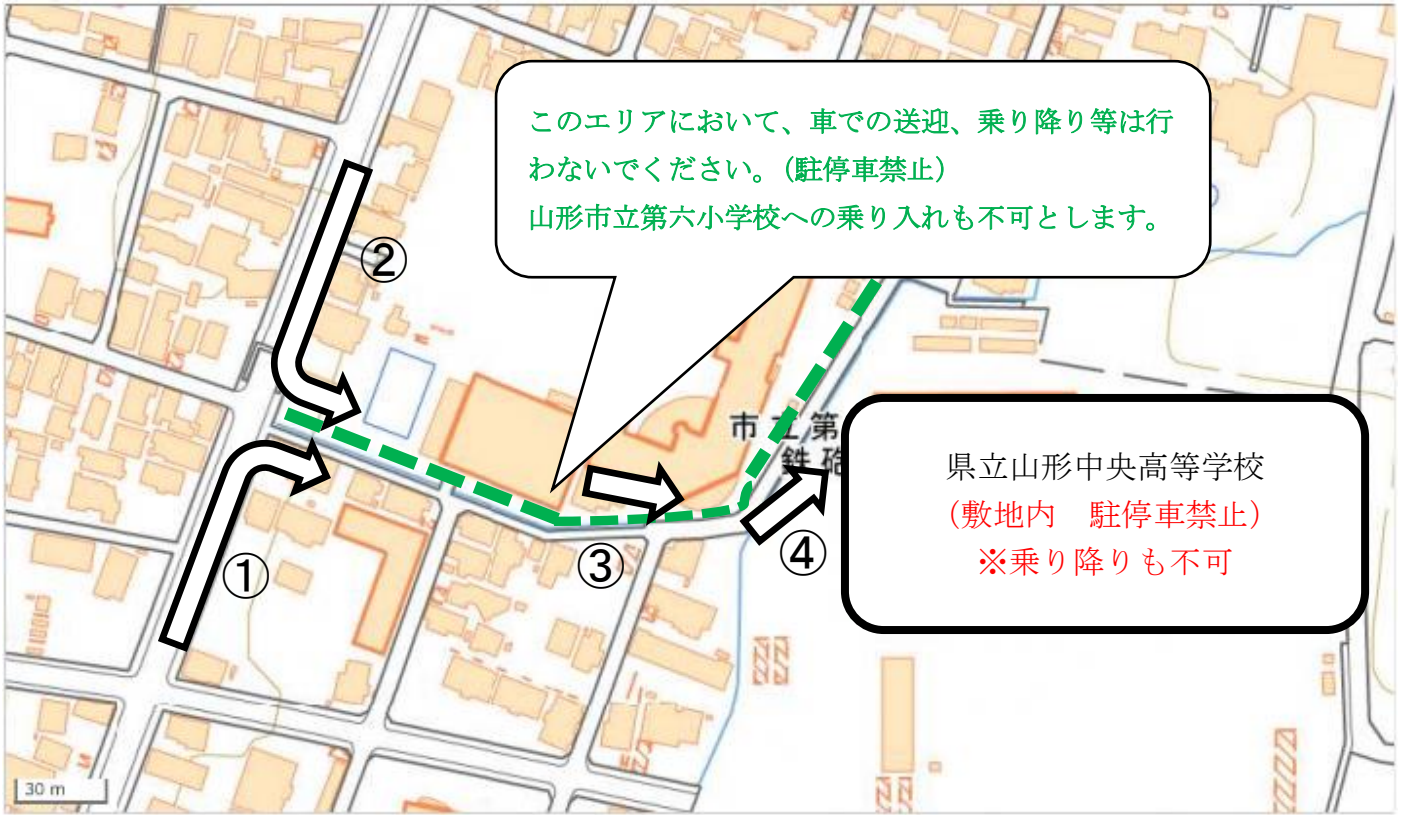 このエリアにおいて、車での送迎、乗り降り等は行
わないでください。（駐停車禁止）
山形市立第六小学校への乗り入れも不可とします。
②
市立第
鉄砲
県立山形中央高等学校
（敷地内　駐停車禁止）
※乗り降りも不可
①
③
④
30 m